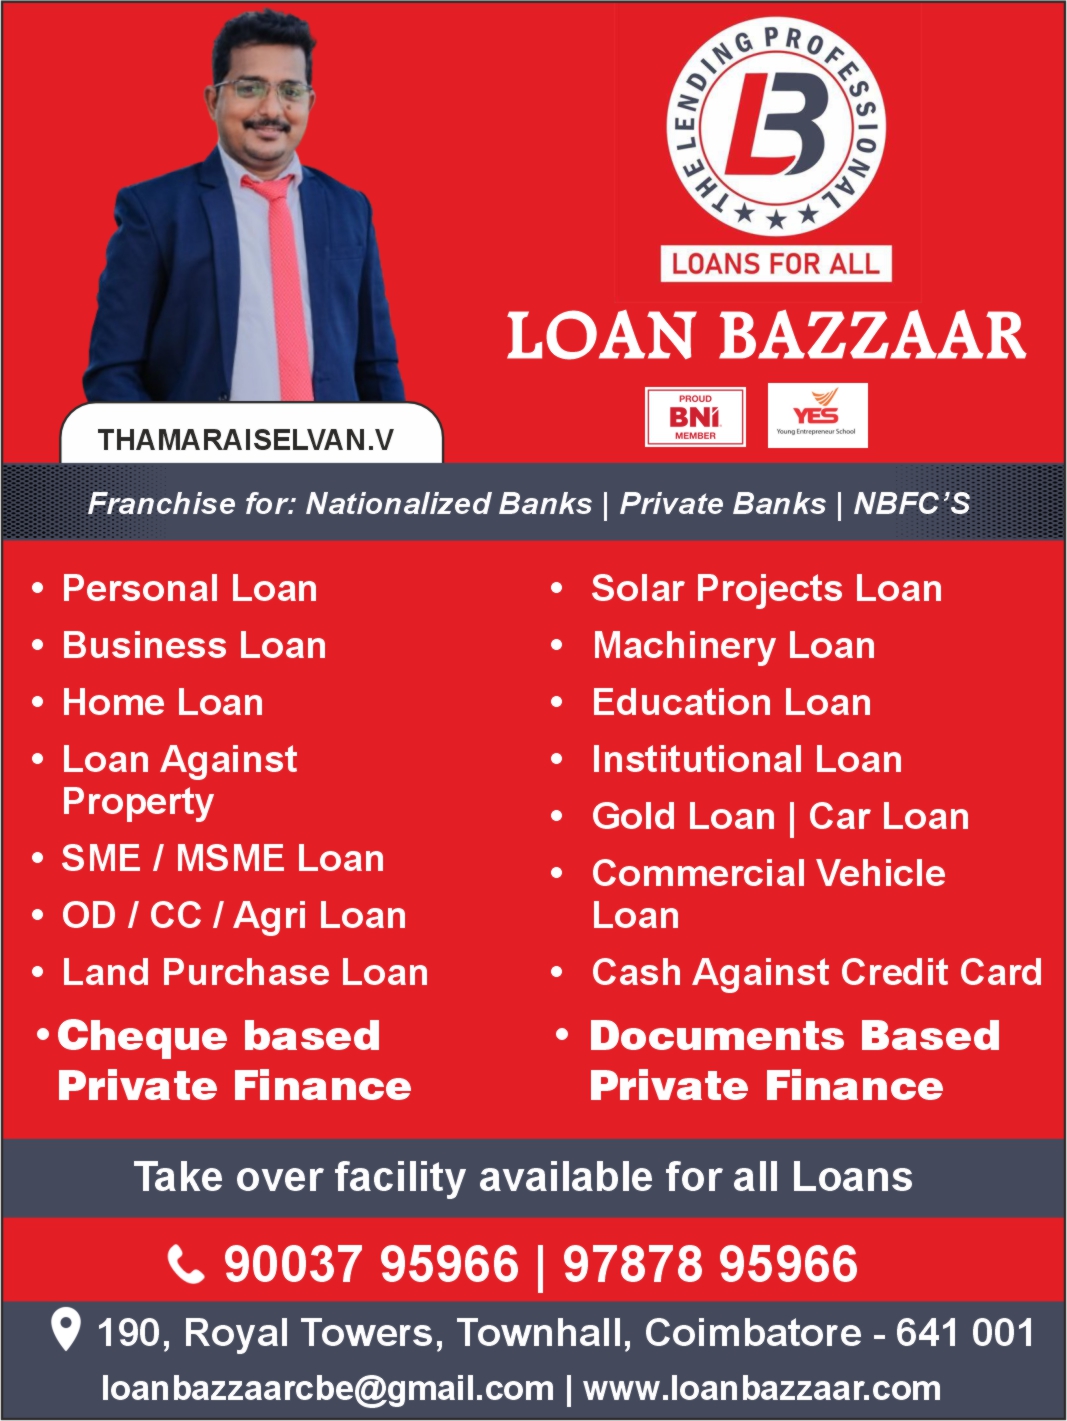 THE LENDING PROFESSIONAL
LB
LOANS FOR ALL
LOAN BAZZAAR
PROUD
BNI
MEMBER
YES
Young Entrepreneur School
THAMARAISELVAN.V
Franchise for: Nationalized Banks | Private Banks | NBFC'S
• Personal Loan
• Business Loan
• Home Loan
• Loan Against
Property
• SME / MSME Loan
• OD / CC / Agri Loan
• Land Purchase Loan
• Cheque based
Private Finance
• Solar Projects Loan
• Machinery Loan
• Education Loan
• Institutional Loan
• Gold Loan | Car Loan
• Commercial Vehicle
Loan
• Cash Against Credit Card
• Documents Based
Private Finance
Take over facility available for all Loans
90037 95966 | 97878 95966
190, Royal Towers, Townhall, Coimbatore - 641 001
loanbazzaarcbe@gmail.com | www.loanbazzaar.com